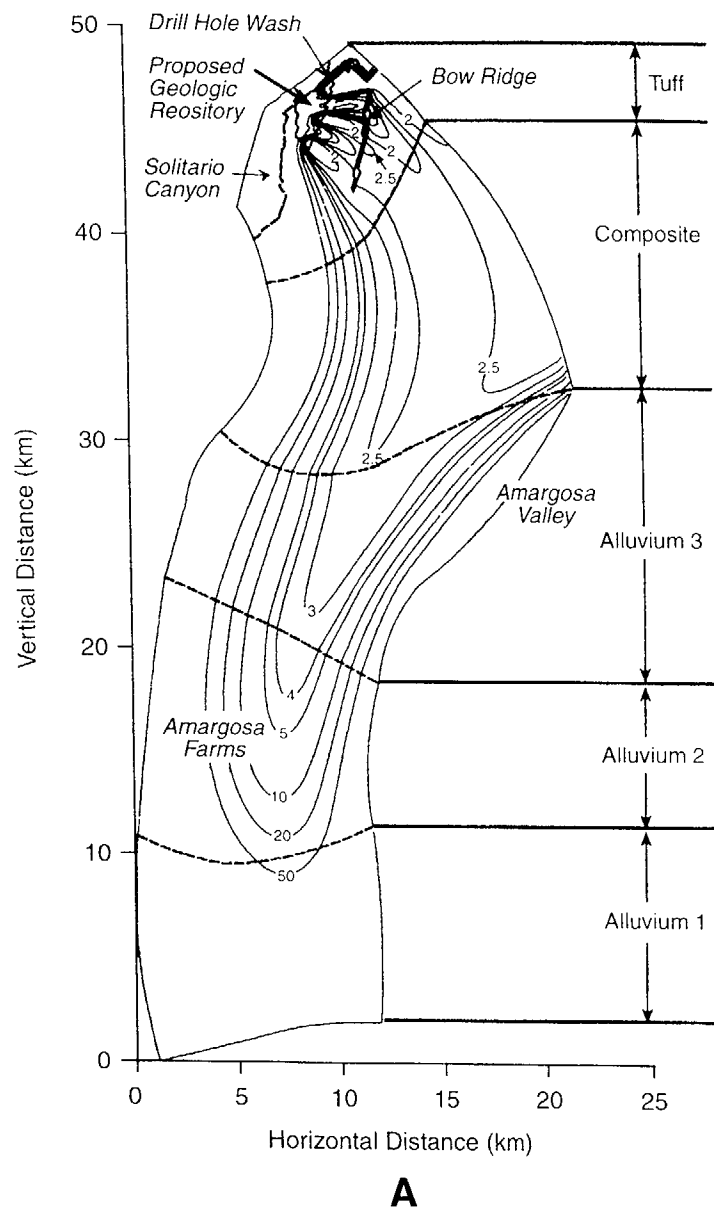 50
Drill Hole Wash
Proposed
Geologic
Reository
Bow Ridge
Tuff
2
2
2
2
2
2.5
Solitario
Canyon
40
Composite
2.5
30
2.5
Amargosa
Valley
Alluvium 3
Vertical Distance (km)
3
20
4
Amargosa
Farms
5
Alluvium 2
10
20
10
50
Alluvium 1
0
0
5
10
15
20
25
Horizontal Distance (km)
A